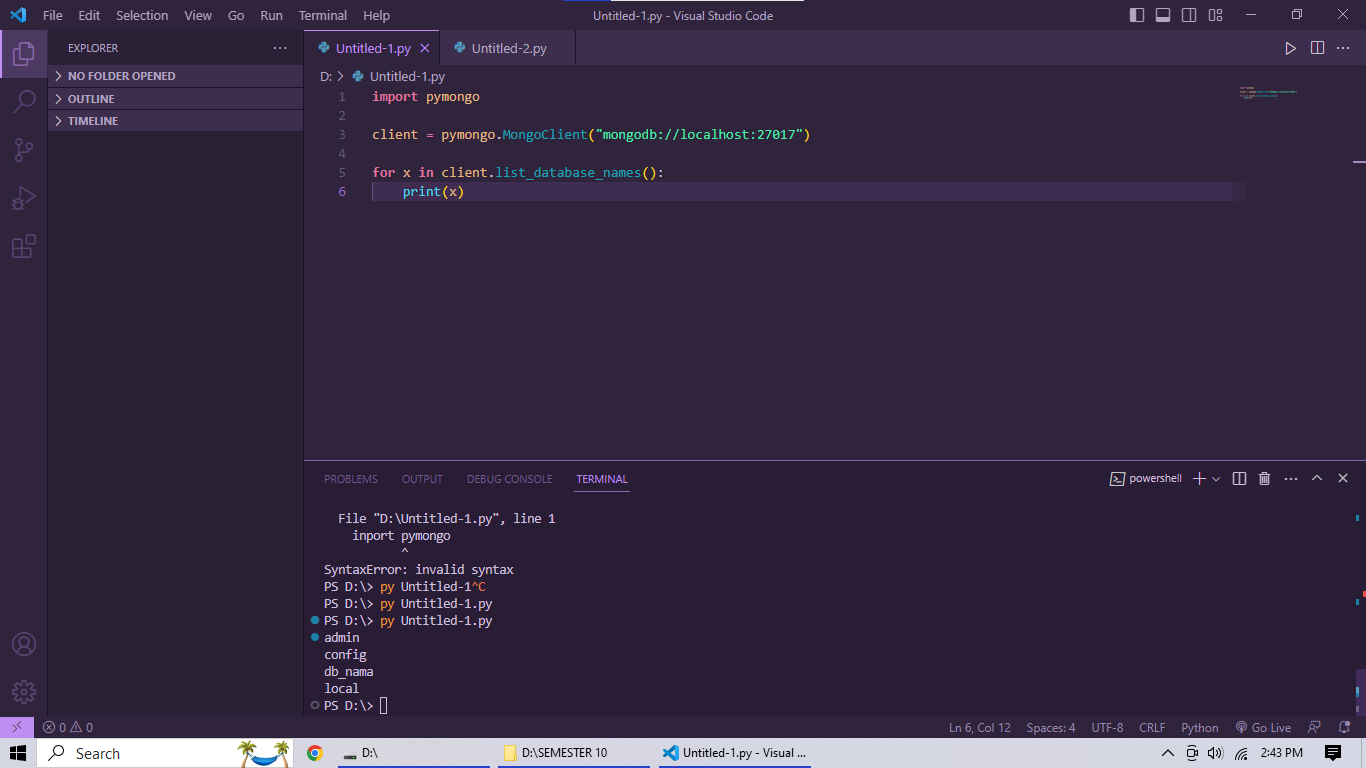 File Edit Selection View Go Run Terminal Help Untitled-1.py - Visual Studio Code
EXPLORER
NO FOLDER OPENED
OUTLINE
TIMELINE
Untitled-1.py Untitled-2.py
D: > Untitled-1.py
1 import pymongo
2
3 client = pymongo.MongoClient("mongodb://localhost:27017")
4
5 for x in client.list_database_names():
6 print(x)
PROBLEMS OUTPUT DEBUG CONSOLE TERMINAL powershell
File "D:\Untitled-1.py", line 1
inport pymongo
^
SyntaxError: invalid syntax
PS D:\> py Untitled-1^C
PS D:\> py Untitled-1.py
PS D:\> py Untitled-1.py
admin
config
db_nama
local
PS D:\>
0 0 Ln 6, Col 12 Spaces: 4 UTF-8 CRLF Python Go Live
Search D:\ D:\SEMESTER 10 Untitled-1.py - Visual ... 2:43 PM